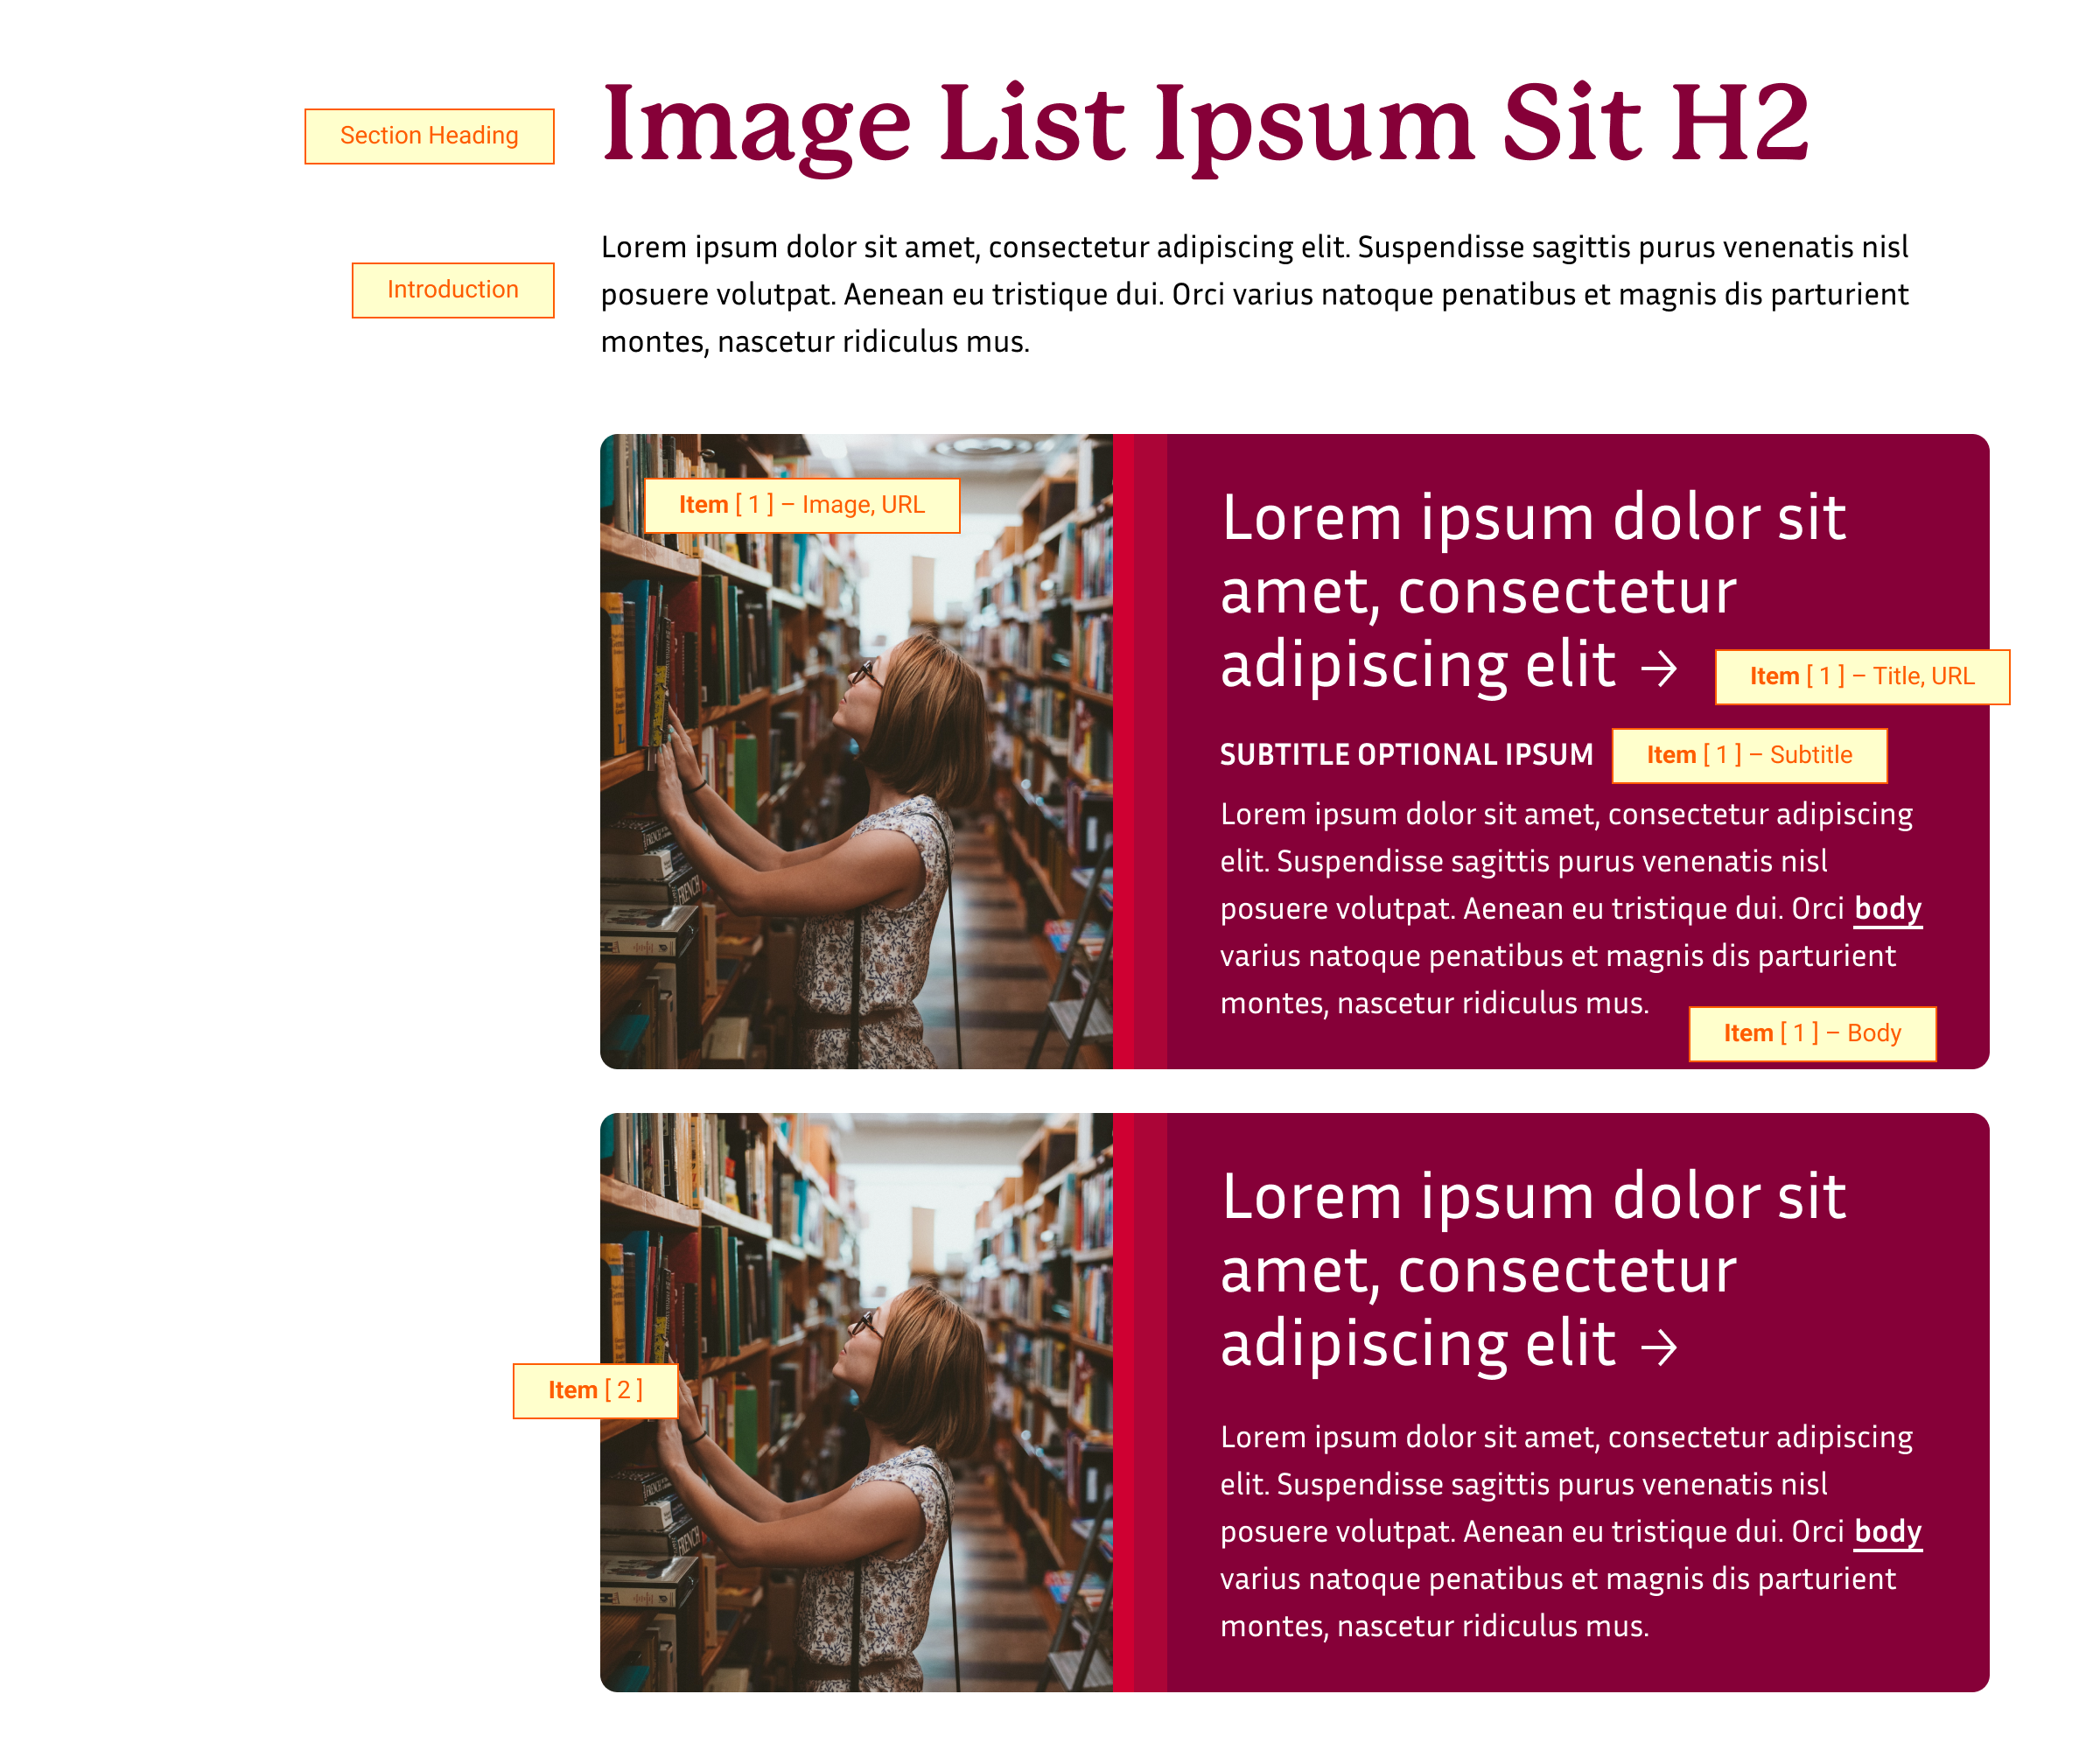 Section Heading
Image List Ipsum Sit H2
Introduction
Lorem ipsum dolor sit amet, consectetur adipiscing elit. Suspendisse sagittis purus venenatis nisl
posuere volutpat. Aenean eu tristique dui. Orci varius natoque penatibus et magnis dis parturient
montes, nascetur ridiculus mus.
Item [ 1 ] – Image, URL
Lorem ipsum dolor sit
amet, consectetur
adipiscing elit →
Item [ 1 ] – Title, URL
SUBTITLE OPTIONAL IPSUM
Item [ 1 ] – Subtitle
Lorem ipsum dolor sit amet, consectetur adipiscing
elit. Suspendisse sagittis purus venenatis nisl
posuere volutpat. Aenean eu tristique dui. Orci body
varius natoque penatibus et magnis dis parturient
montes, nascetur ridiculus mus.
Item [ 1 ] – Body
FRENCH
Item [ 2 ]
Lorem ipsum dolor sit
amet, consectetur
adipiscing elit →
Lorem ipsum dolor sit amet, consectetur adipiscing
elit. Suspendisse sagittis purus venenatis nisl
posuere volutpat. Aenean eu tristique dui. Orci body
varius natoque penatibus et magnis dis parturient
montes, nascetur ridiculus mus.
FRENCH